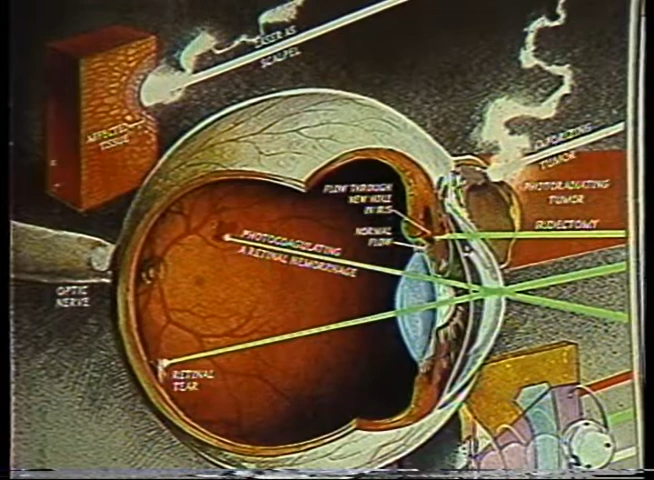 LASER AS
SCALPEL
AFFECTED
TISSUE
VAPORIZING
TUMOR
PHOTORADIATING
TUMOR
IRIDECTOMY
FLOW THROUGH
NEW HOLE
IN IRIS
NORMAL
FLOW
PHOTOCOAGULATING
A RETINAL HEMORRHAGE
OPTIC
NERVE
RETINAL
TEAR